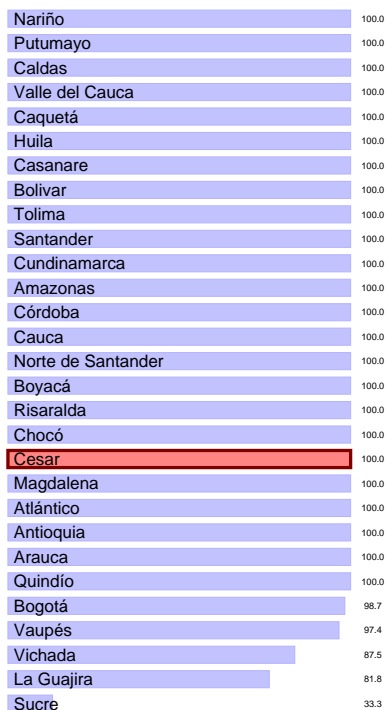 Nariño 100.0
Putumayo 100.0
Caldas 100.0
Valle del Cauca 100.0
Caquetá 100.0
Huila 100.0
Casanare 100.0
Bolivar 100.0
Tolima 100.0
Santander 100.0
Cundinamarca 100.0
Amazonas 100.0
Córdoba 100.0
Cauca 100.0
Norte de Santander 100.0
Boyacá 100.0
Risaralda 100.0
Chocó 100.0
Cesar 100.0
Magdalena 100.0
Atlántico 100.0
Antioquia 100.0
Arauca 100.0
Quindío 100.0
Bogotá 98.7
Vaupés 97.4
Vichada 87.5
La Guajira 81.8
Sucre 33.3